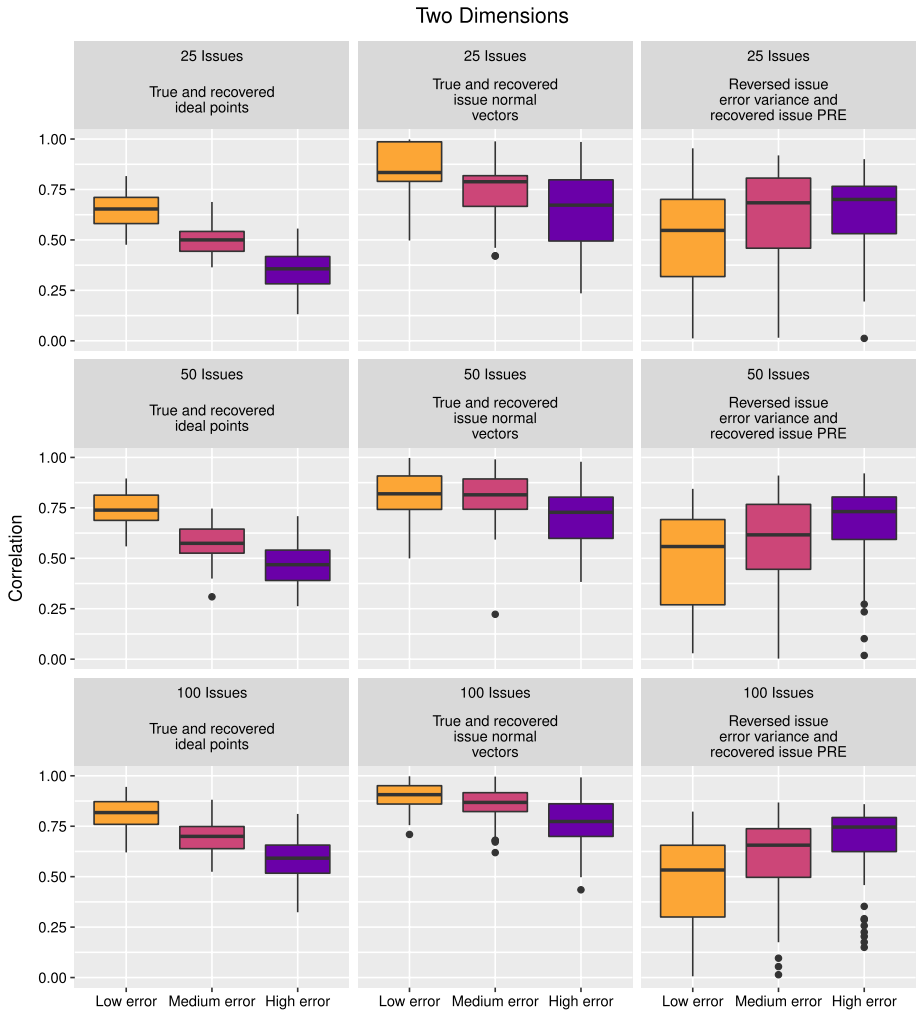 Two Dimensions
25 Issues
True and recovered
ideal points
25 Issues
True and recovered
issue normal
vectors
25 Issues
Reversed issue
error variance and
recovered issue PRE
1.00
0.75
0.50
0.25
0.00
50 Issues
True and recovered
ideal points
50 Issues
True and recovered
issue normal
vectors
50 Issues
Reversed issue
error variance and
recovered issue PRE
1.00
0.75
0.50
0.25
0.00
Correlation
100 Issues
True and recovered
ideal points
100 Issues
True and recovered
issue normal
vectors
100 Issues
Reversed issue
error variance and
recovered issue PRE
1.00
0.75
0.50
0.25
0.00
Low error Medium error High error
Low error Medium error High error
Low error Medium error High error